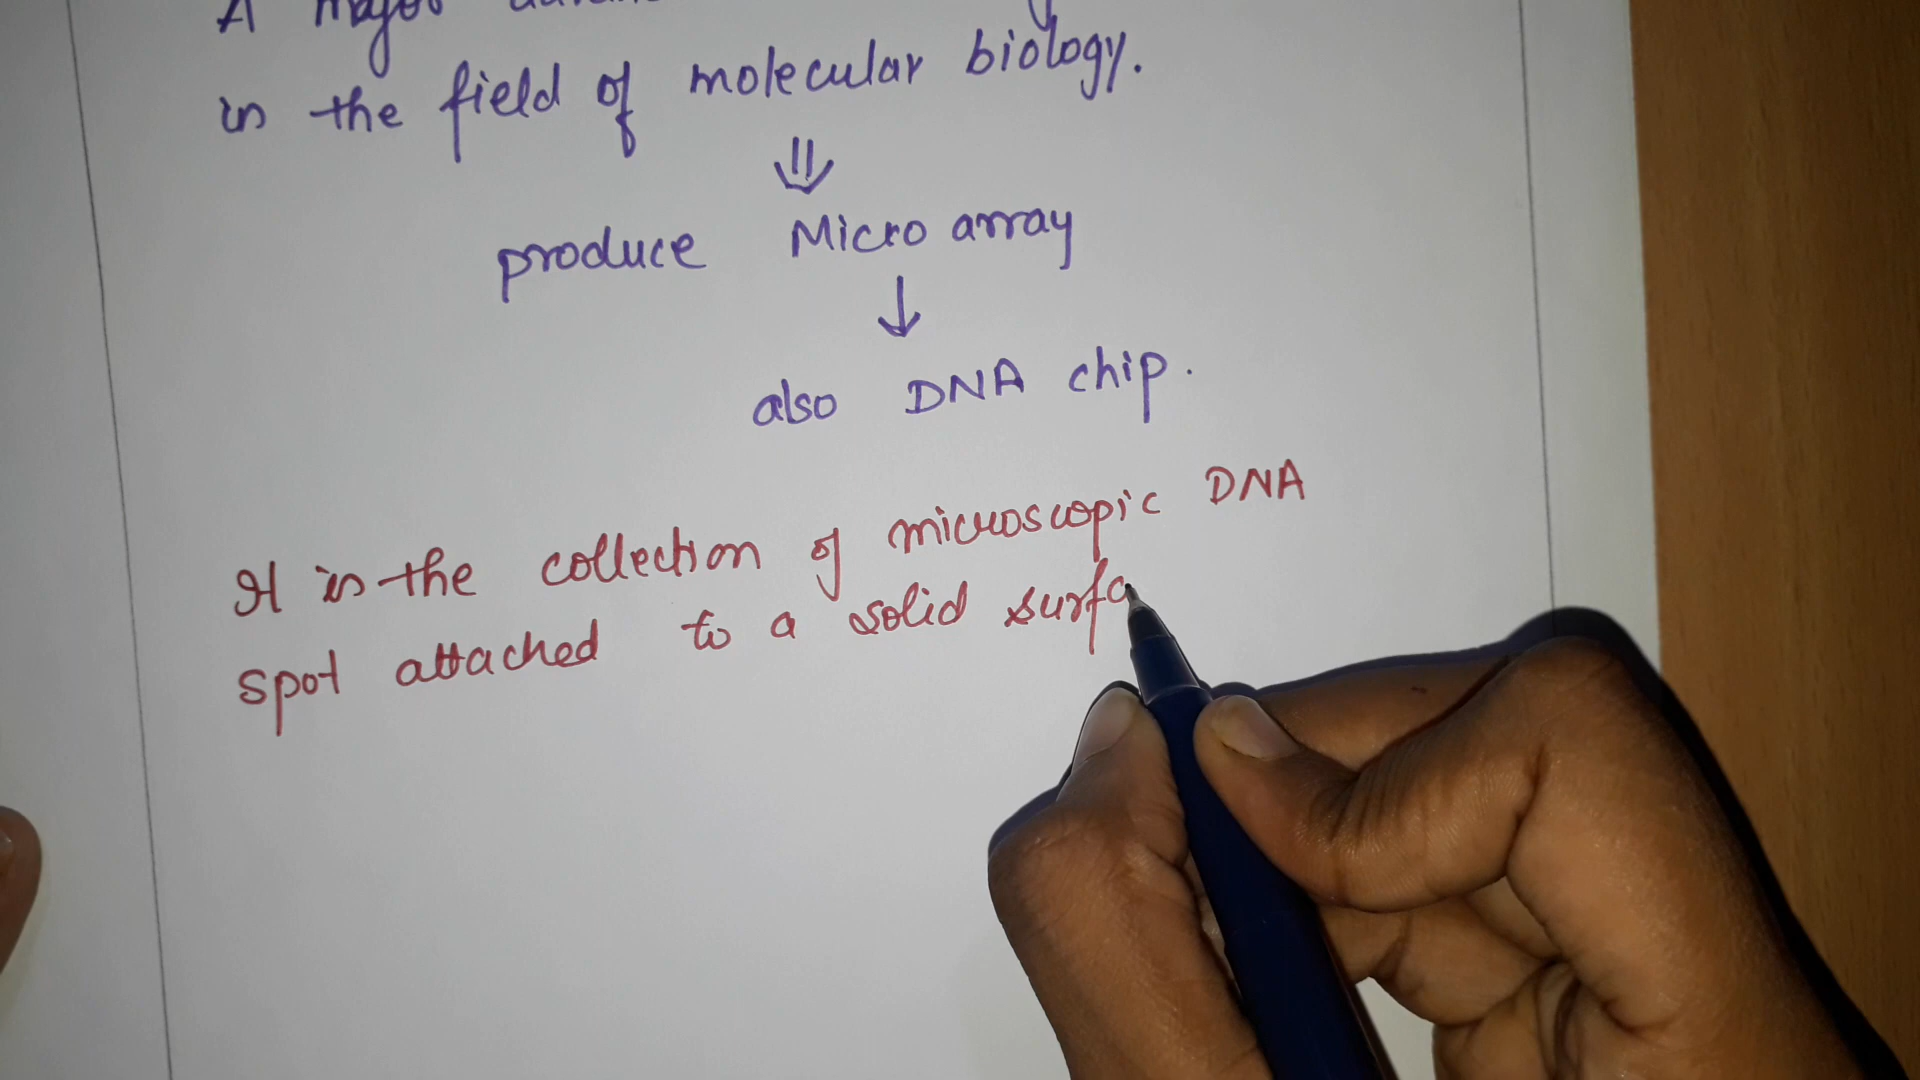 A major
in the field of molecular biology.
⇓
produce Micro array
↓
also DNA chip.
It is the collection of microscopic DNA
spot attached to a solid surfa